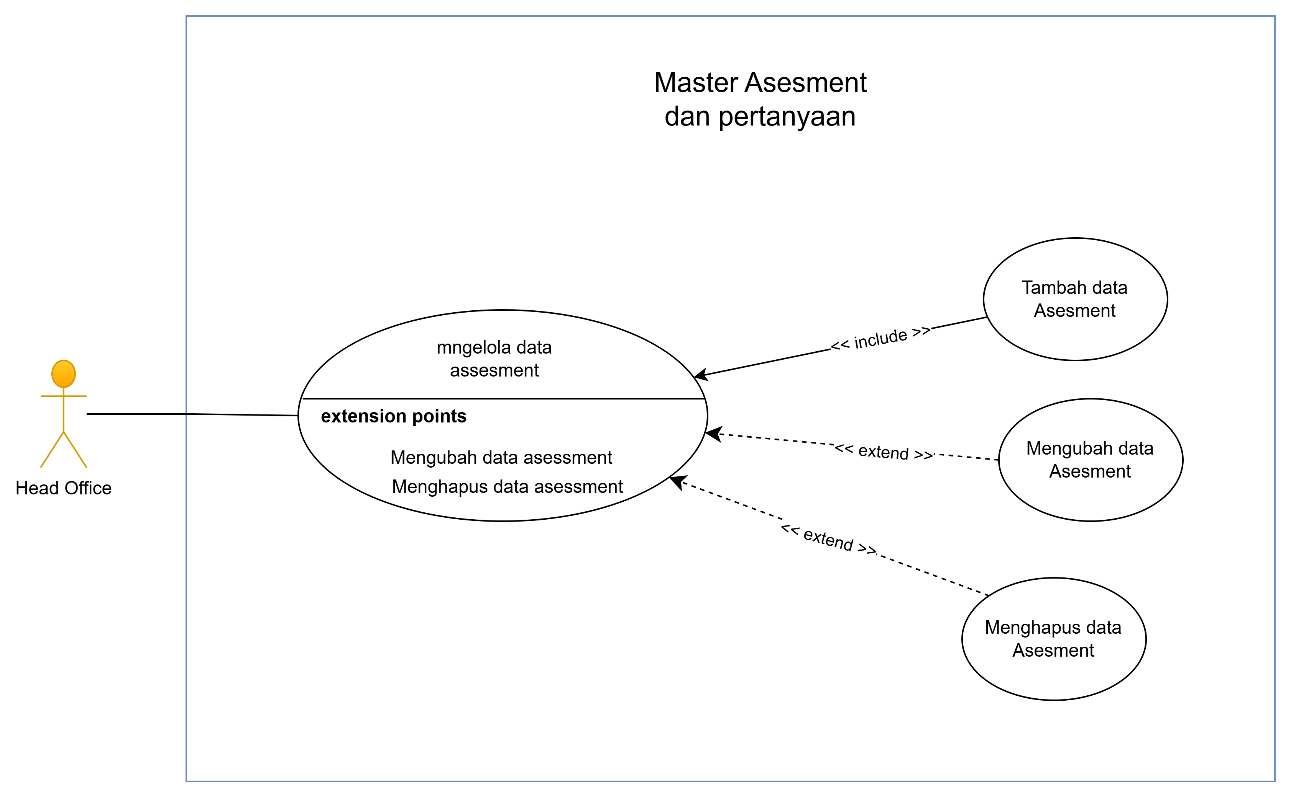 Master Asesment
dan pertanyaan
Tambah data
Asesment
<< include >>
mngelola data
assesment
extension points
Mengubah data asessment
Menghapus data asessment
<< extend >>
Mengubah data
Asesment
Head Office
<< extend >>
Menghapus data
Asesment